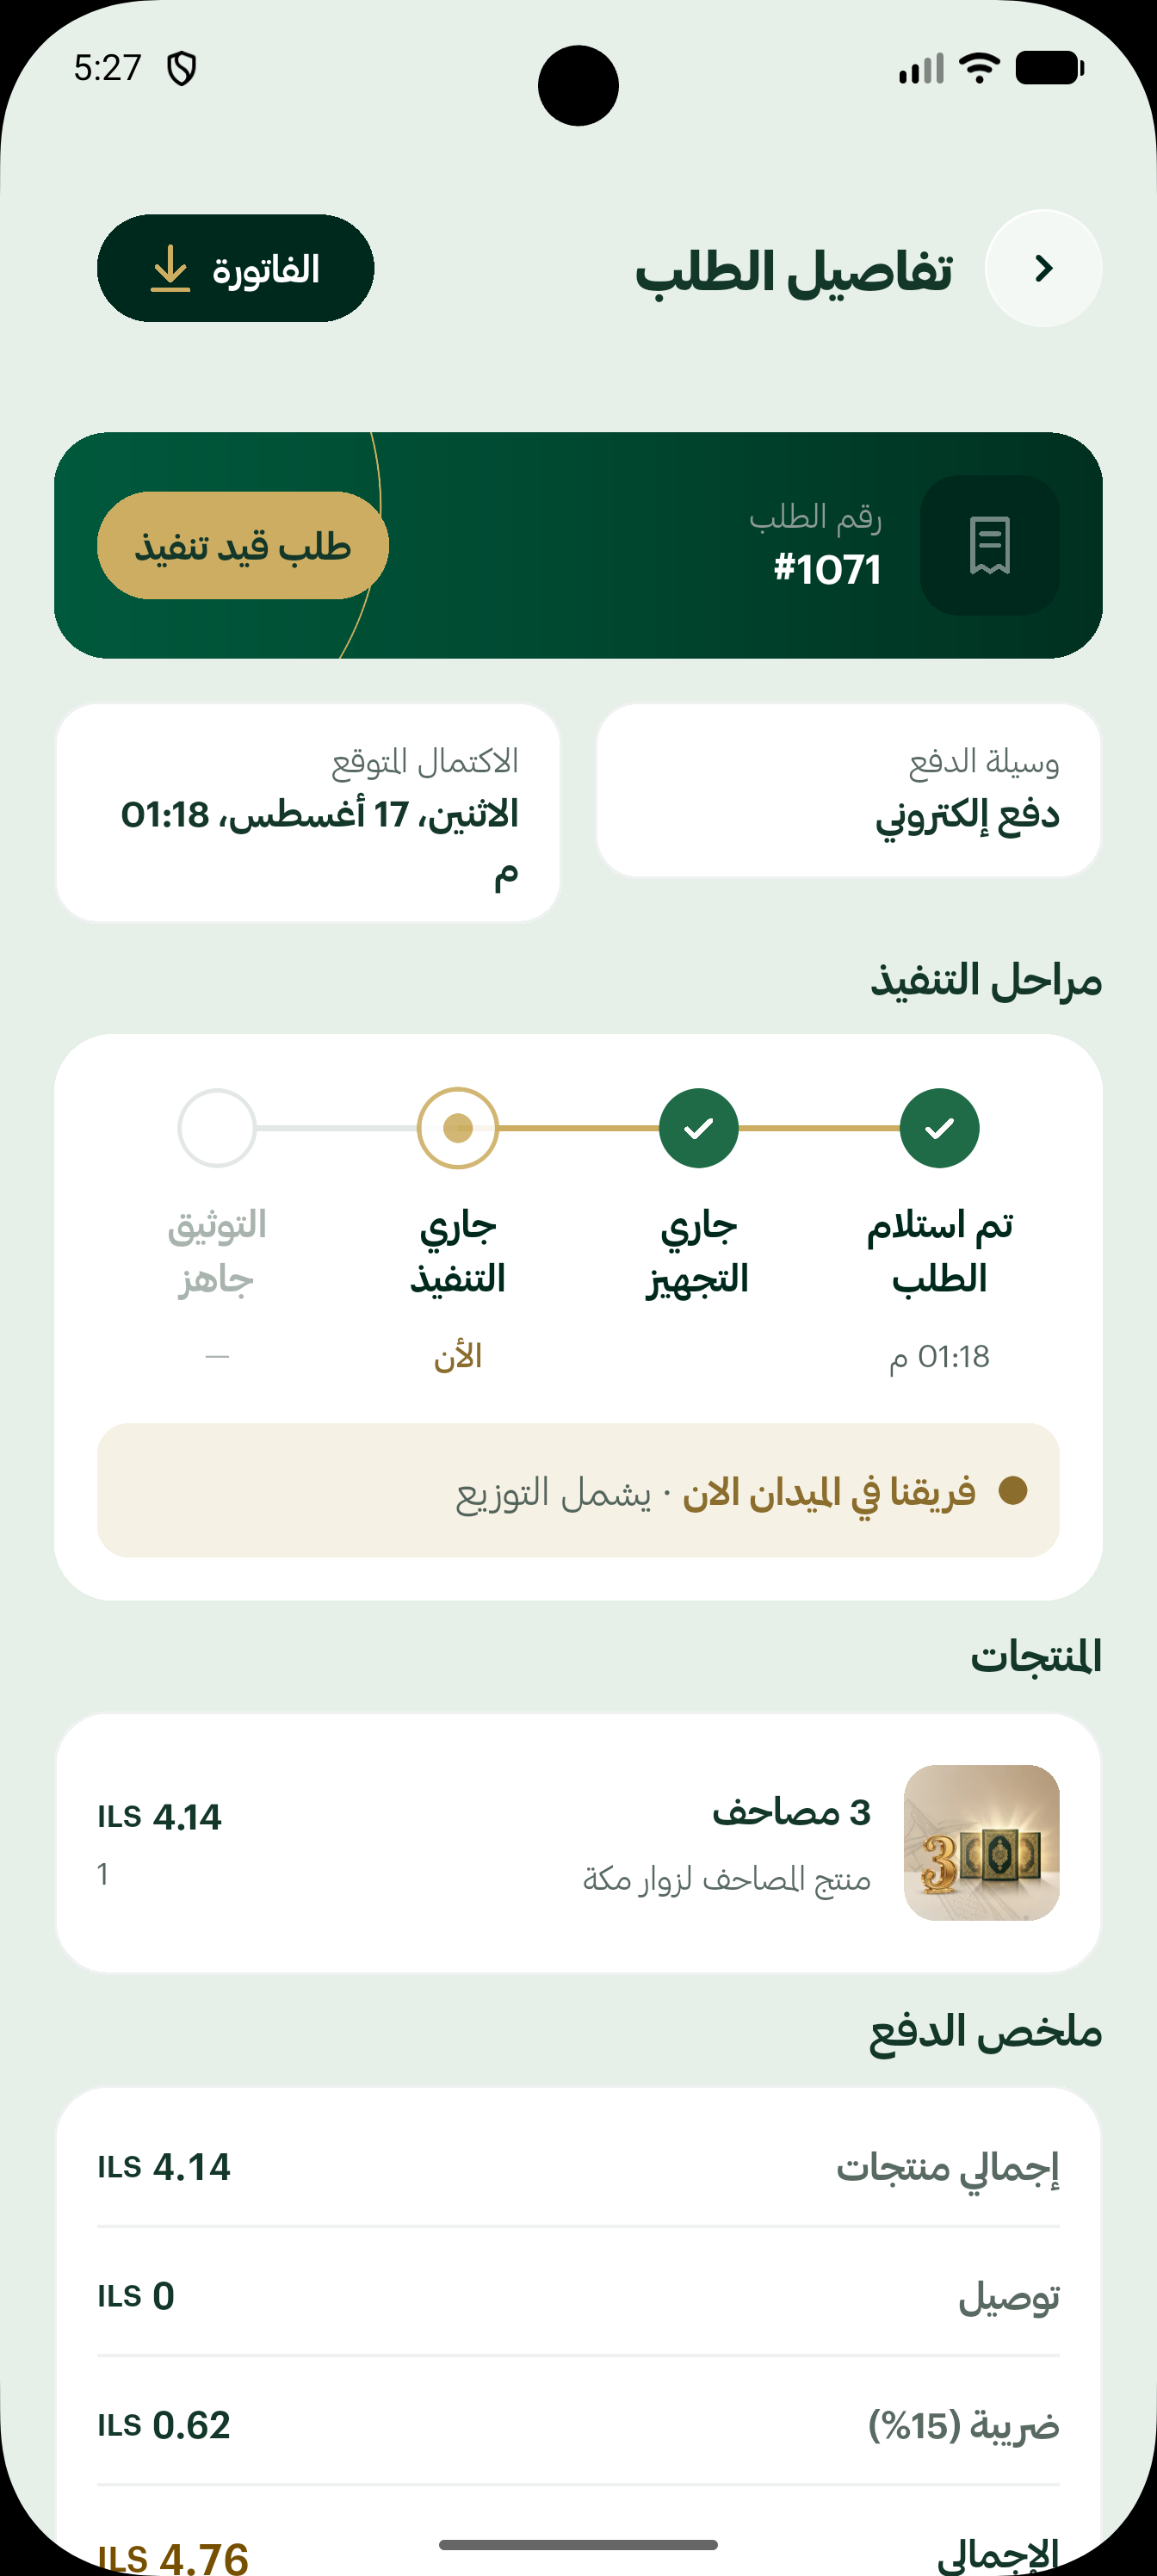 5:27
تفاصيل الطلب
الفاتورة
رقم الطلب
#1071
طلب قيد تنفيذ
وسيلة الدفع
دفع إلكتروني
الاكتمال المتوقع
الاثنين، 17 أغسطس، 01:18
م
مراحل التنفيذ
تم استلام
الطلب
01:18 م
جاري
التجهيز
جاري
التنفيذ
الأن
التوثيق
جاهز
—
فريقنا في الميدان الان · يشمل التوزيع
المنتجات
3 مصاحف
منتج المصاحف لزوار مكة
ILS 4.14
1
3
ملخص الدفع
إجمالي منتجات
ILS 4.14
توصيل
ILS 0
ضريبة (15%)
ILS 0.62
الإجمالي
ILS 4.76